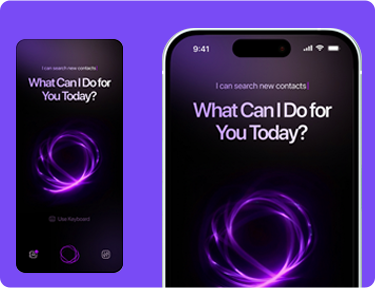 I can search new contacts
What Can I Do for
You Today?
Use Keyboard
9:41
I can search new contacts
What Can I Do for
You Today?